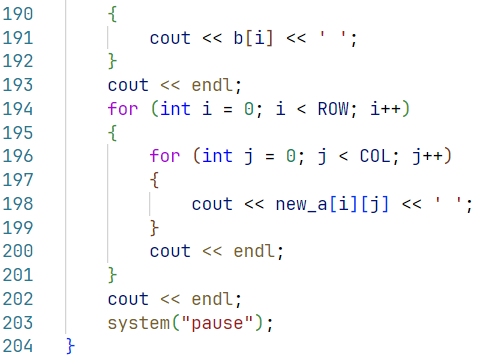 190 {
191 cout << b[i] << ' ';
192 }
193 cout << endl;
194 for (int i = 0; i < ROW; i++)
195 {
196 for (int j = 0; j < COL; j++)
197 {
198 cout << new_a[i][j] << ' ';
199 }
200 cout << endl;
201 }
202 cout << endl;
203 system("pause");
204 }